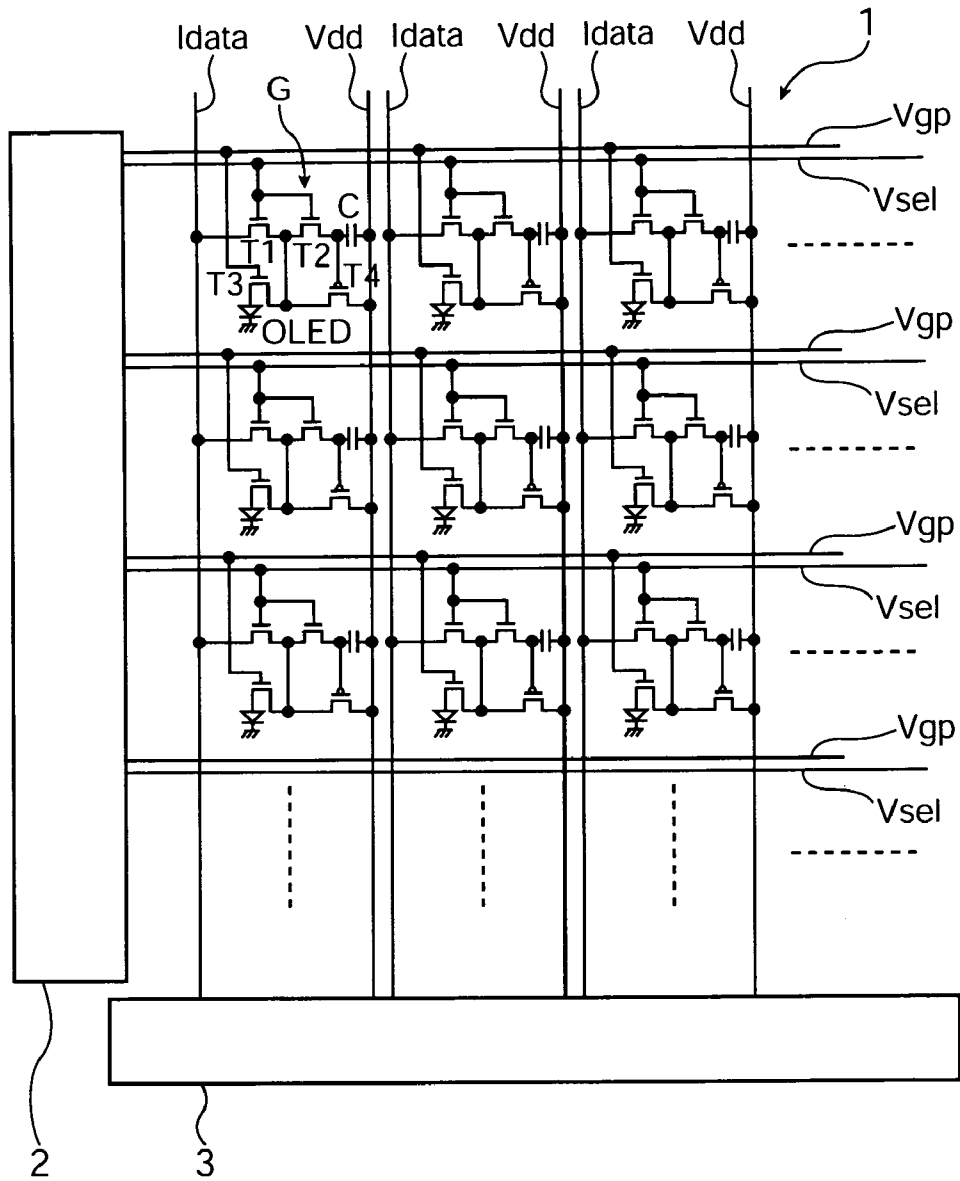 Idata Vdd Idata Vdd Idata Vdd 1
G
Vgp
Vsel
C
T1 T2
T3 T4
OLED
Vgp
Vsel
Vgp
Vsel
Vgp
Vsel
2 3